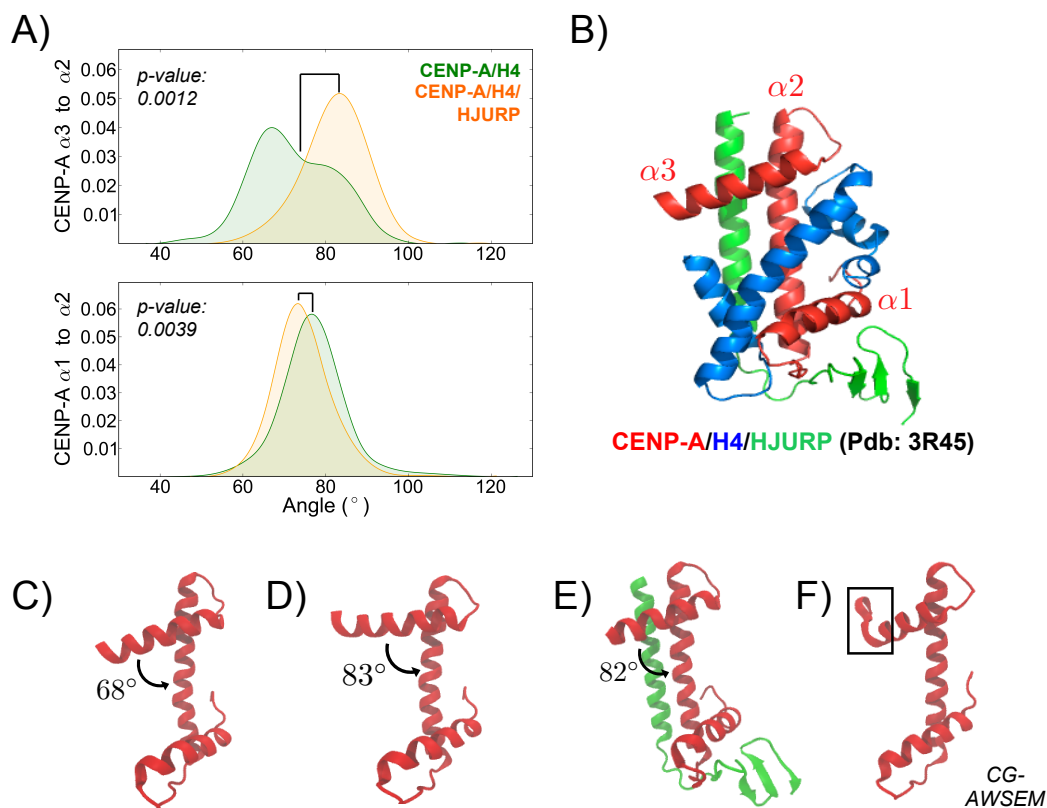 A)
CENP-A α3 to α2
0.06
0.05
0.04
0.03
0.02
0.01
p-value:
0.0012
CENP-A/H4
CENP-A/H4/
HJURP
40
60
80
100
120
CENP-A α1 to α2
0.06
0.05
0.04
0.03
0.02
0.01
p-value:
0.0039
40
60
80
100
120
Angle (°)
B)
α2
α3
α1
CENP-A/H4/HJURP (Pdb: 3R45)
C)
68°
D)
83°
E)
82°
F)
CG-
AWSEM